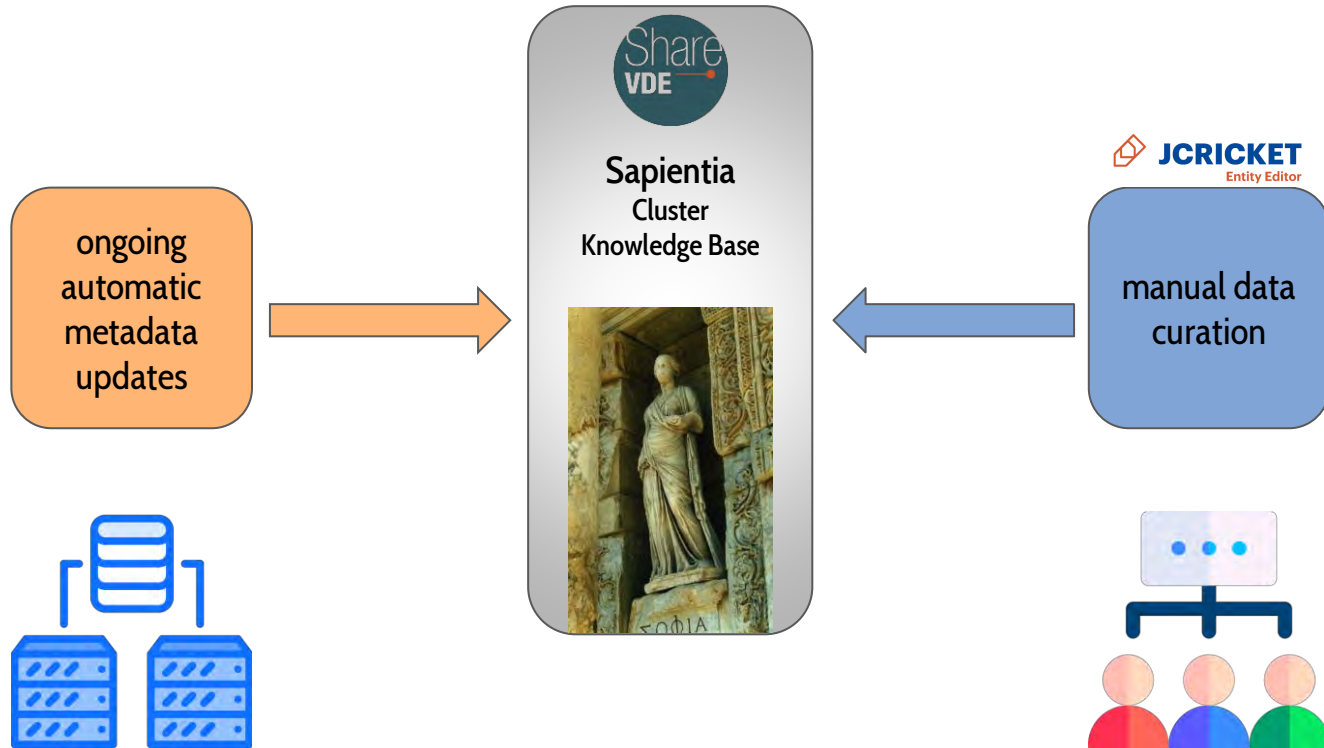 Share
VDE
Sapientia
Cluster
Knowledge Base
ΣΟΦΙΑ
ongoing
automatic
metadata
updates
JCRICKET
Entity Editor
manual data
curation